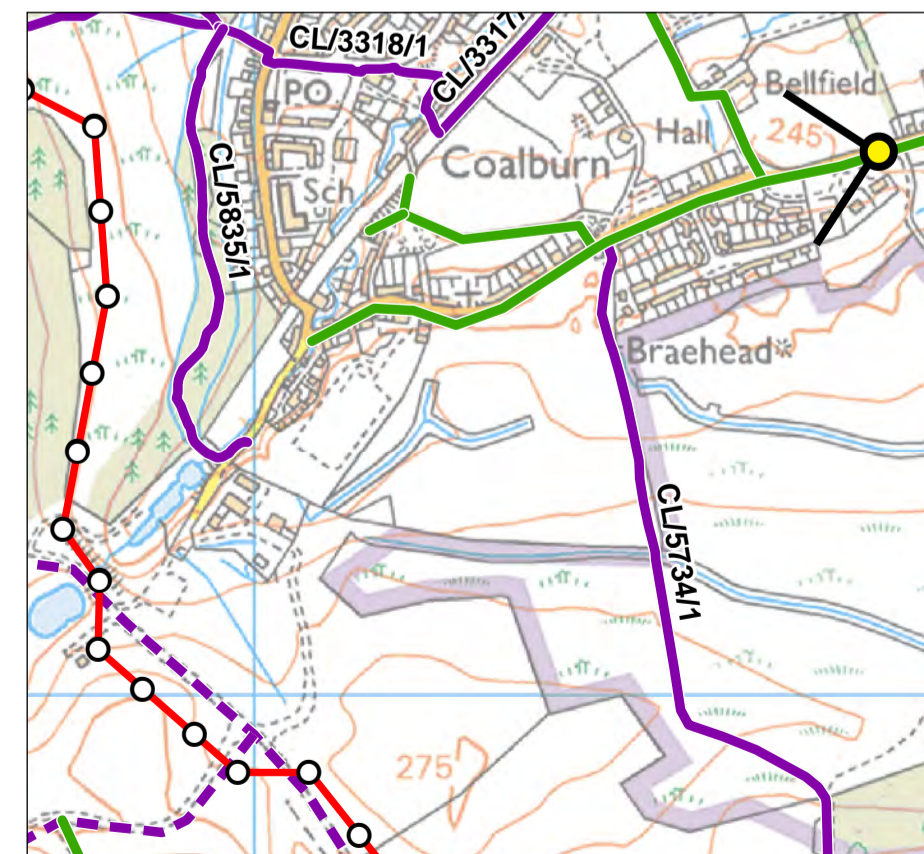 CL/3318/1
CL/3317/
PO
Bellfield
Hall
245
Coalburn
Sch
CL/5835/1
Braehead*
CL/5734/1
275